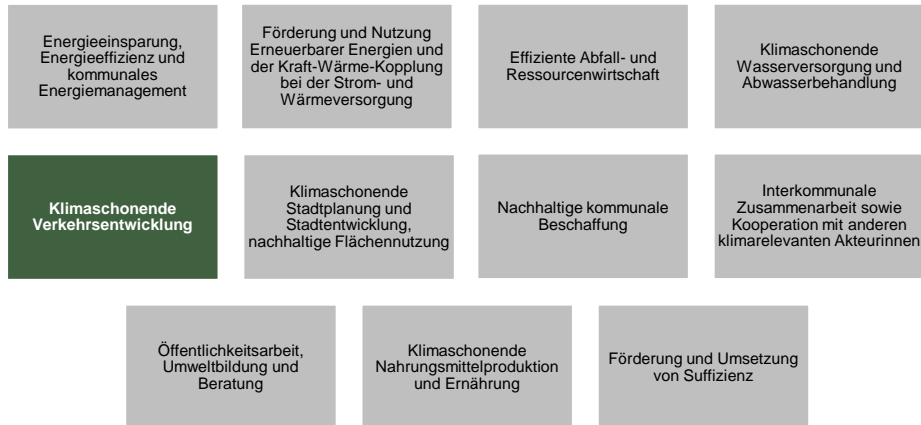 Energieeinsparung,
Energieeffizienz und
kommunales
Energiemanagement
Förderung und Nutzung
Erneuerbarer Energien und
der Kraft-Wärme-Kopplung
bei der Strom- und
Wärmeversorgung
Effiziente Abfall- und
Ressourcenwirtschaft
Klimaschonende
Wasserversorgung und
Abwasserbehandlung
Klimaschonende
Verkehrsentwicklung
Klimaschonende
Stadtplanung und
Stadtentwicklung,
nachhaltige Flächennutzung
Nachhaltige kommunale
Beschaffung
Interkommunale
Zusammenarbeit sowie
Kooperation mit anderen
klimarelevanten Akteurinnen
Öffentlichkeitsarbeit,
Umweltbildung und
Beratung
Klimaschonende
Nahrungsmittelproduktion
und Ernährung
Förderung und Umsetzung
von Suffizienz